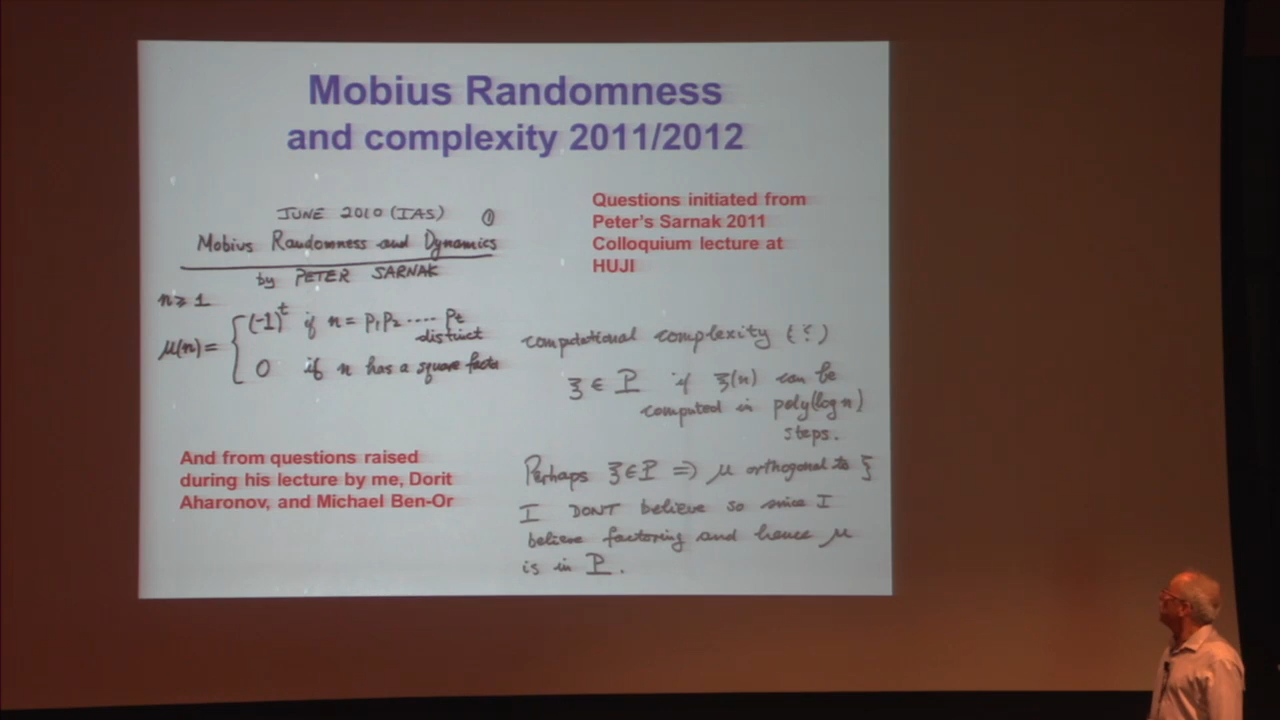 Mobius Randomness
and complexity 2011/2012
JUNE 2010 (IAS) ①
Mobius Randomness and Dynamics
by PETER SARNAK
n ≥ 1
μ(n) = { (-1)^t if n = p₁p₂ .... pₜ
distinct
0 if n has a square facto
Questions initiated from
Peter's Sarnak 2011
Colloquium lecture at
HUJI
And from questions raised
during his lecture by me, Dorit
Aharonov, and Michael Ben-Or
computational complexity (?)
ξ ∈ P if ξ(n) can be
computed in poly(log n)
steps.
Perhaps ξ ∈ P ⇒ μ orthogonal to ξ
I DONT believe so since I
believe factoring and hence μ
is in P.